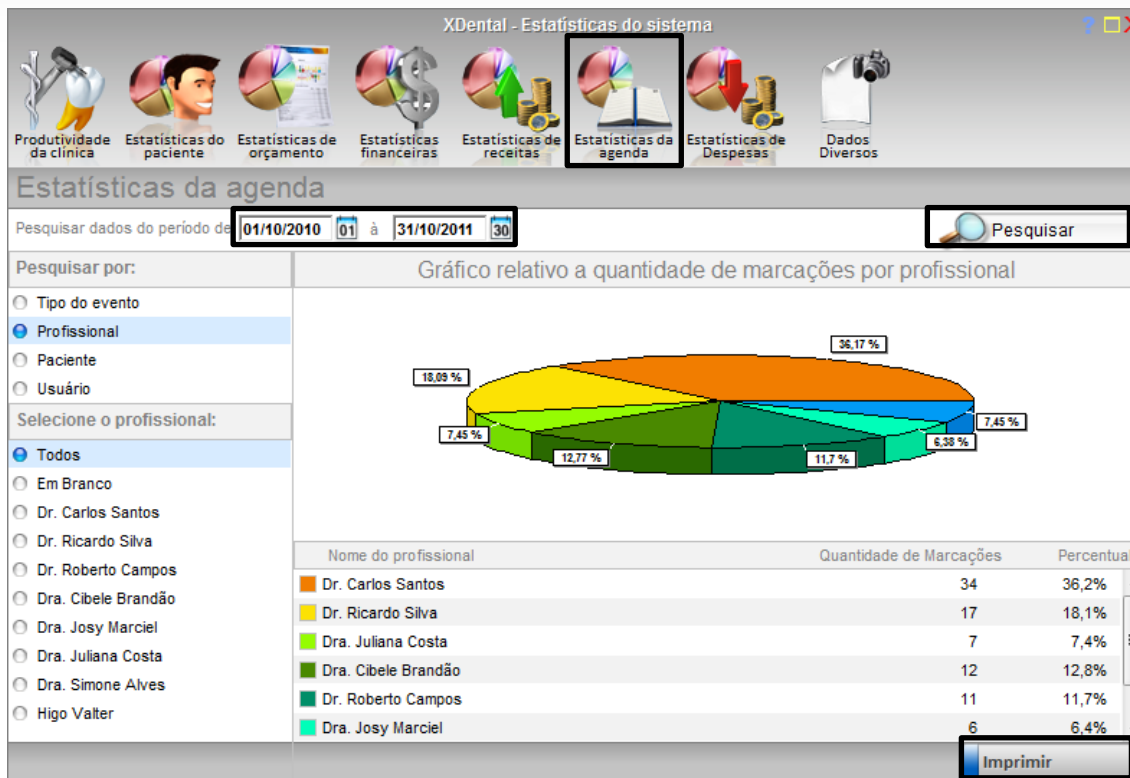 XDental - Estatísticas do sistema
?
Produtividade da clínica
Estatísticas do paciente
Estatísticas de orçamento
Estatísticas financeiras
Estatísticas de receitas
Estatísticas da agenda
Estatísticas de Despesas
Dados Diversos
Estatísticas da agenda
Pesquisar dados do período de 01/10/2010 01 à 31/10/2011 30 Pesquisar
Pesquisar por:
Tipo do evento
Profissional
Paciente
Usuário
Selecione o profissional:
Todos
Em Branco
Dr. Carlos Santos
Dr. Ricardo Silva
Dr. Roberto Campos
Dra. Cibele Brandão
Dra. Josy Marciel
Dra. Juliana Costa
Dra. Simone Alves
Higo Valter
Gráfico relativo a quantidade de marcações por profissional
36,17 %
18,09 %
7,45 %
7,45 %
6,38 %
12,77 %
11,7 %
Nome do profissional Quantidade de Marcações Percentual
Dr. Carlos Santos 34 36,2%
Dr. Ricardo Silva 17 18,1%
Dra. Juliana Costa 7 7,4%
Dra. Cibele Brandão 12 12,8%
Dr. Roberto Campos 11 11,7%
Dra. Josy Marciel 6 6,4%
Imprimir